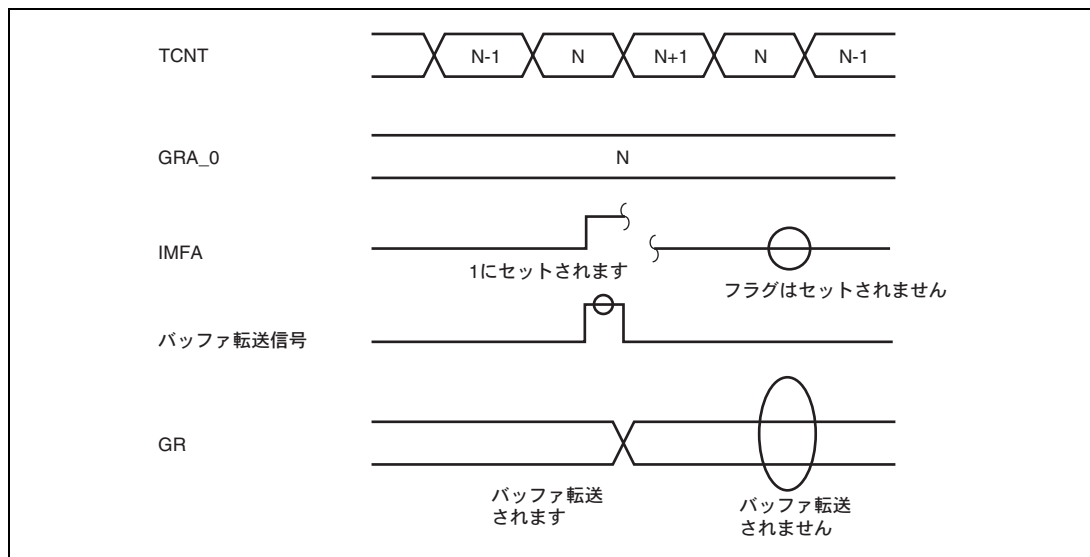 TCNT
N-1 N N+1 N N-1
GRA_0
N
IMFA
1にセットされます
フラグはセットされません
バッファ転送信号
GR
バッファ転送
されます
バッファ転送
されません